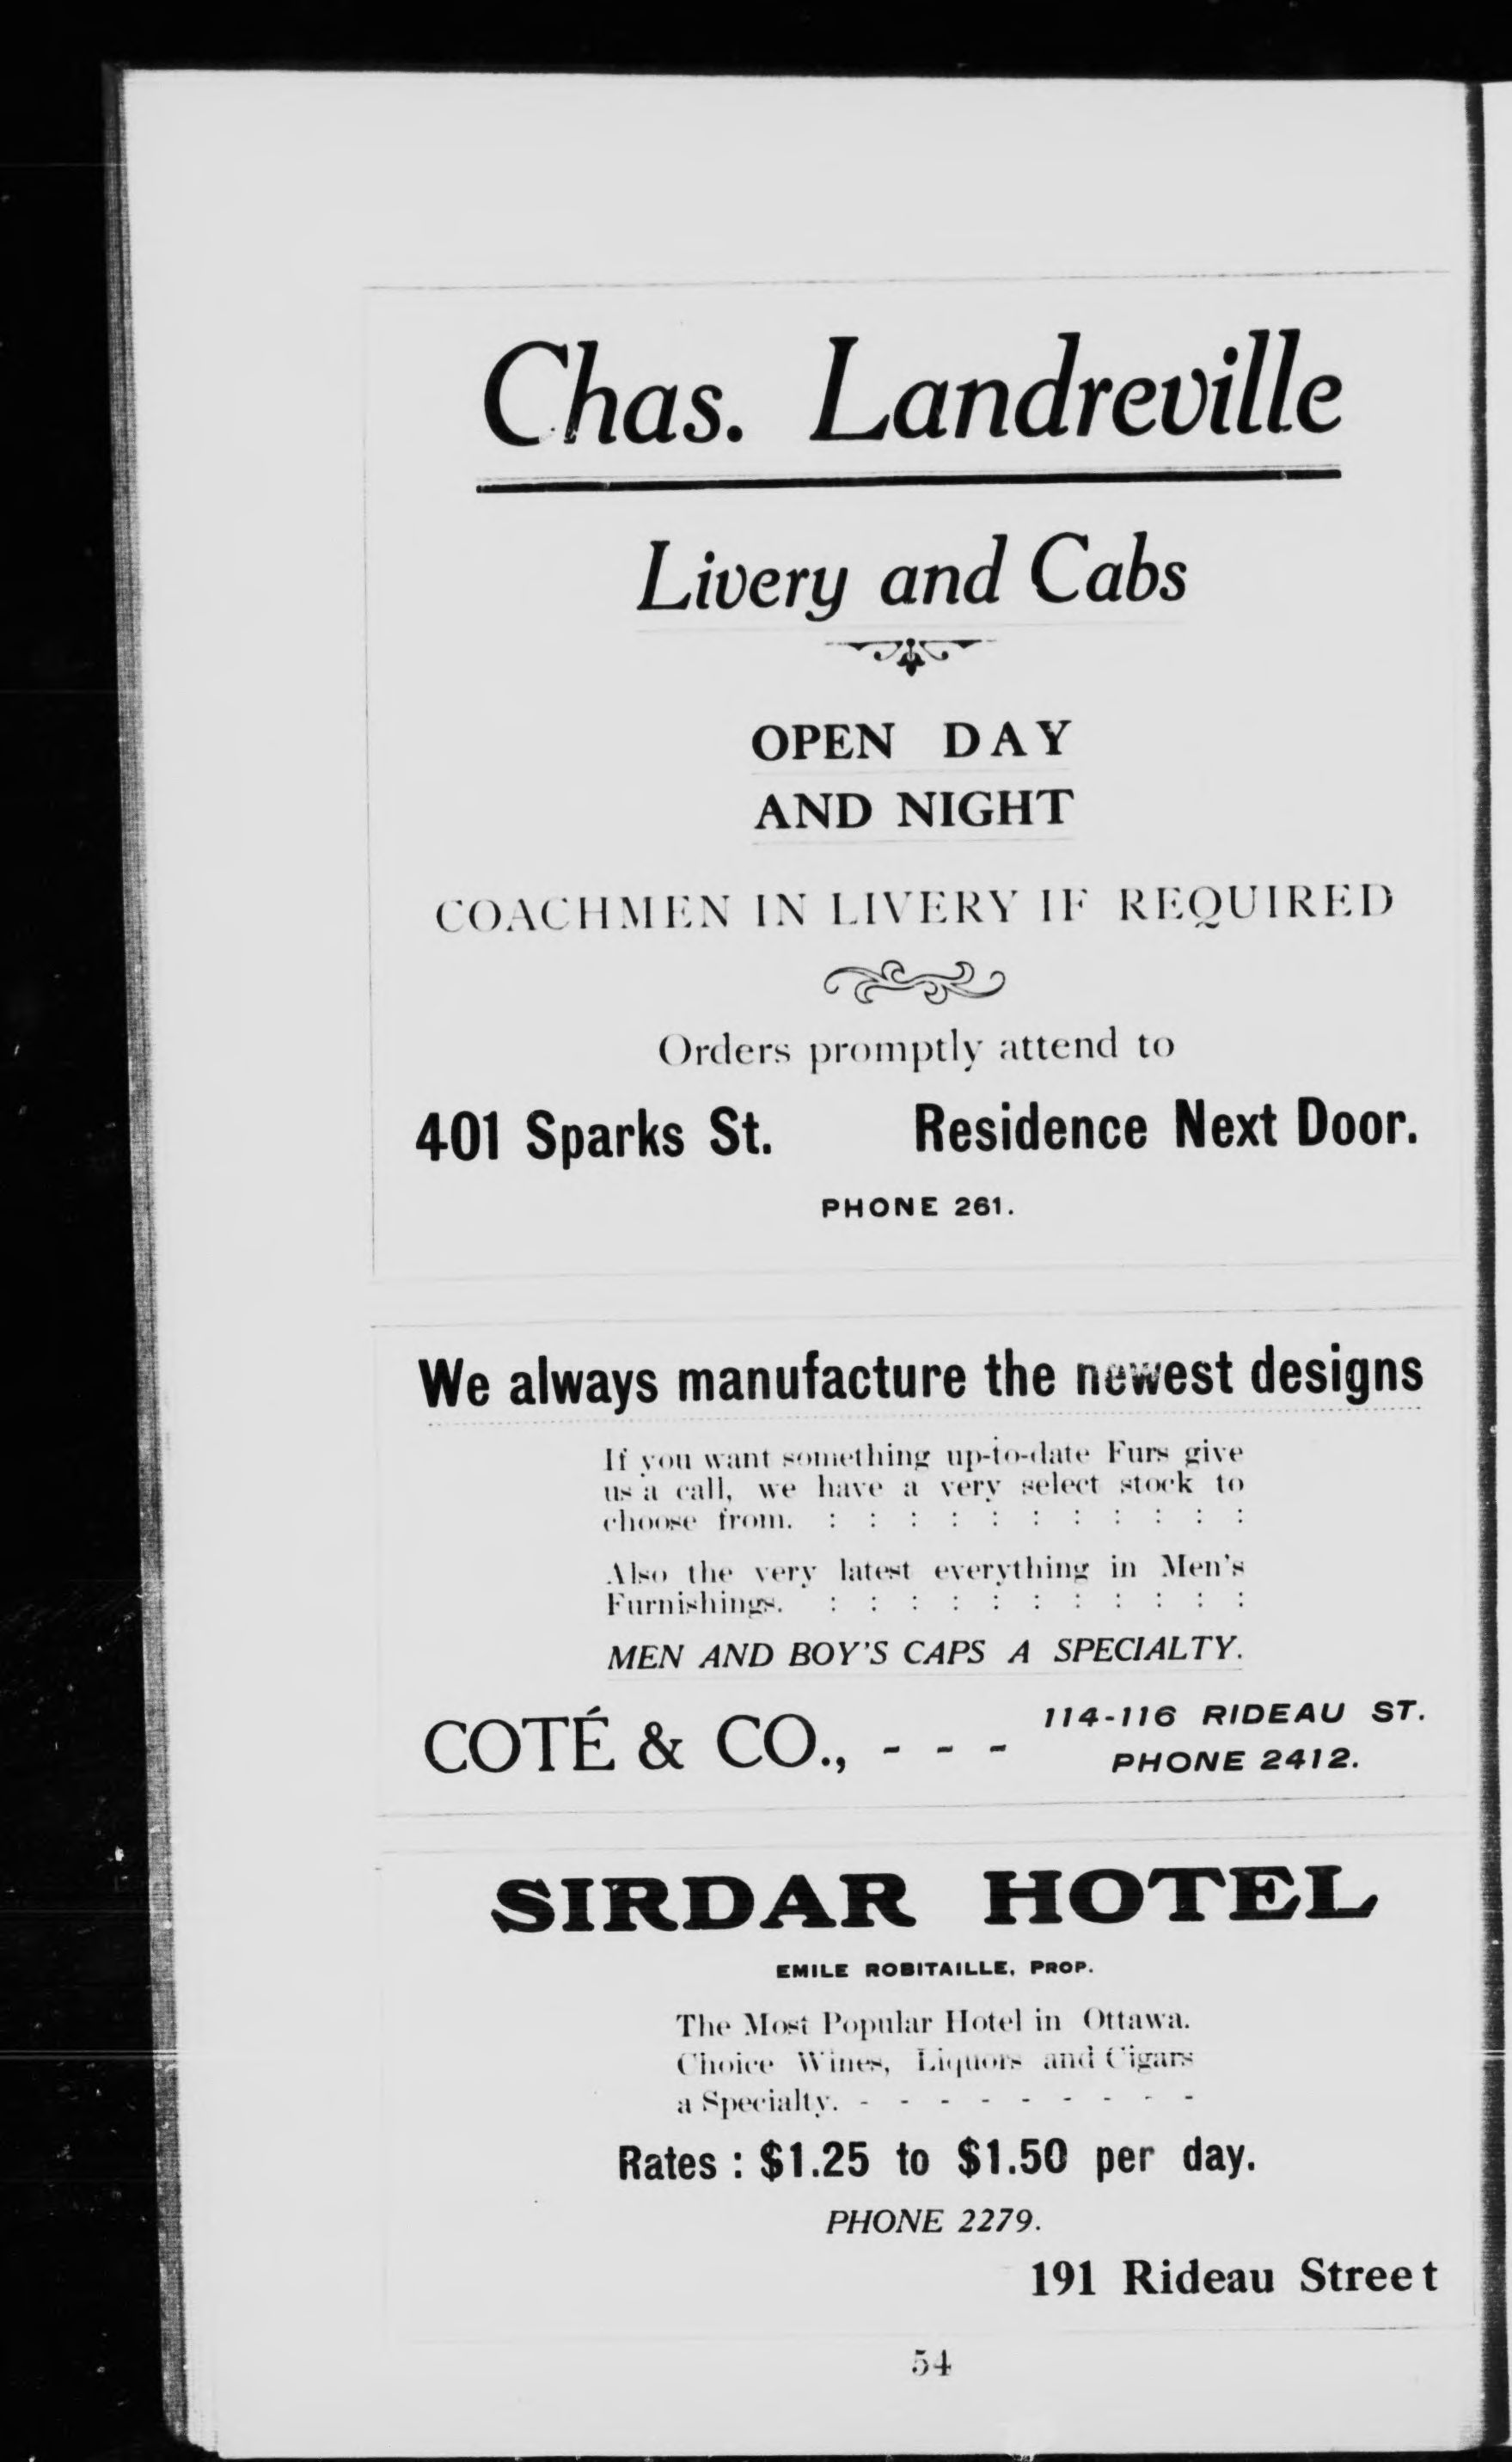 Chas. Landreville
Livery and Cabs
OPEN DAY
AND NIGHT
COACHMEN IN LIVERY IF REQUIRED
Orders promptly attend to
401 Sparks St. Residence Next Door.
PHONE 261.
We always manufacture the newest designs
If you want something up-to-date Furs give
us a call, we have a very select stock to
choose from. : : : : : : : : : : :
Also the very latest everything in Men's
Furnishings. : : : : : : : : : : :
MEN AND BOY'S CAPS A SPECIALTY.
COTÉ & CO., - - - 114-116 RIDEAU ST.
PHONE 2412.
SIRDAR HOTEL
EMILE ROBITAILLE, PROP.
The Most Popular Hotel in Ottawa.
Choice Wines, Liquors and Cigars
a Specialty. - - - - - - - - -
Rates : $1.25 to $1.50 per day.
PHONE 2279.
191 Rideau Street
54